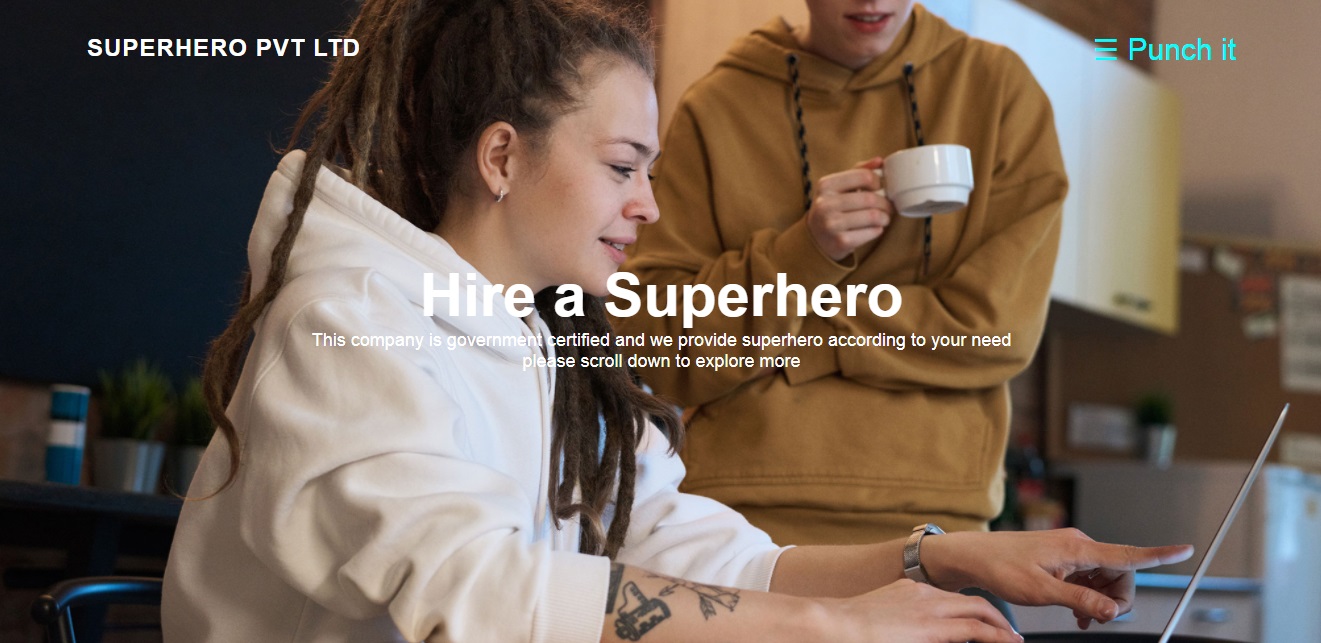 SUPERHERO PVT LTD
☰ Punch it
Hire a Superhero
This company is government certified and we provide superhero according to your need
please scroll down to explore more